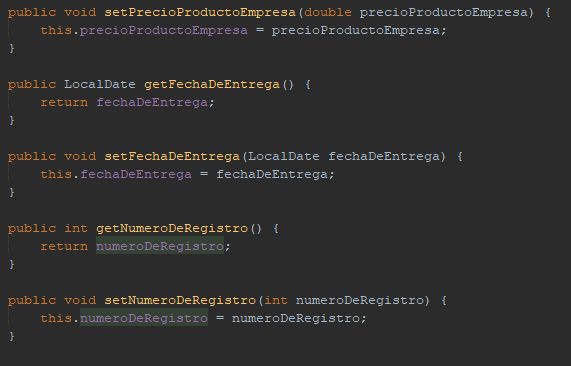 public void setPrecioProductoEmpresa(double precioProductoEmpresa) {
    this.precioProductoEmpresa = precioProductoEmpresa;
}

public LocalDate getFechaDeEntrega() {
    return fechaDeEntrega;
}

public void setFechaDeEntrega(LocalDate fechaDeEntrega) {
    this.fechaDeEntrega = fechaDeEntrega;
}

public int getNumeroDeRegistro() {
    return numeroDeRegistro;
}

public void setNumeroDeRegistro(int numeroDeRegistro) {
    this.numeroDeRegistro = numeroDeRegistro;
}